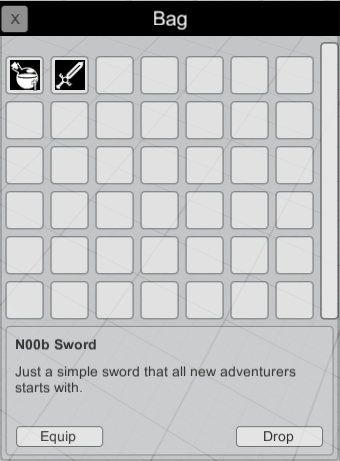 X
Bag
N00b Sword
Just a simple sword that all new adventurers
starts with.
Equip
Drop